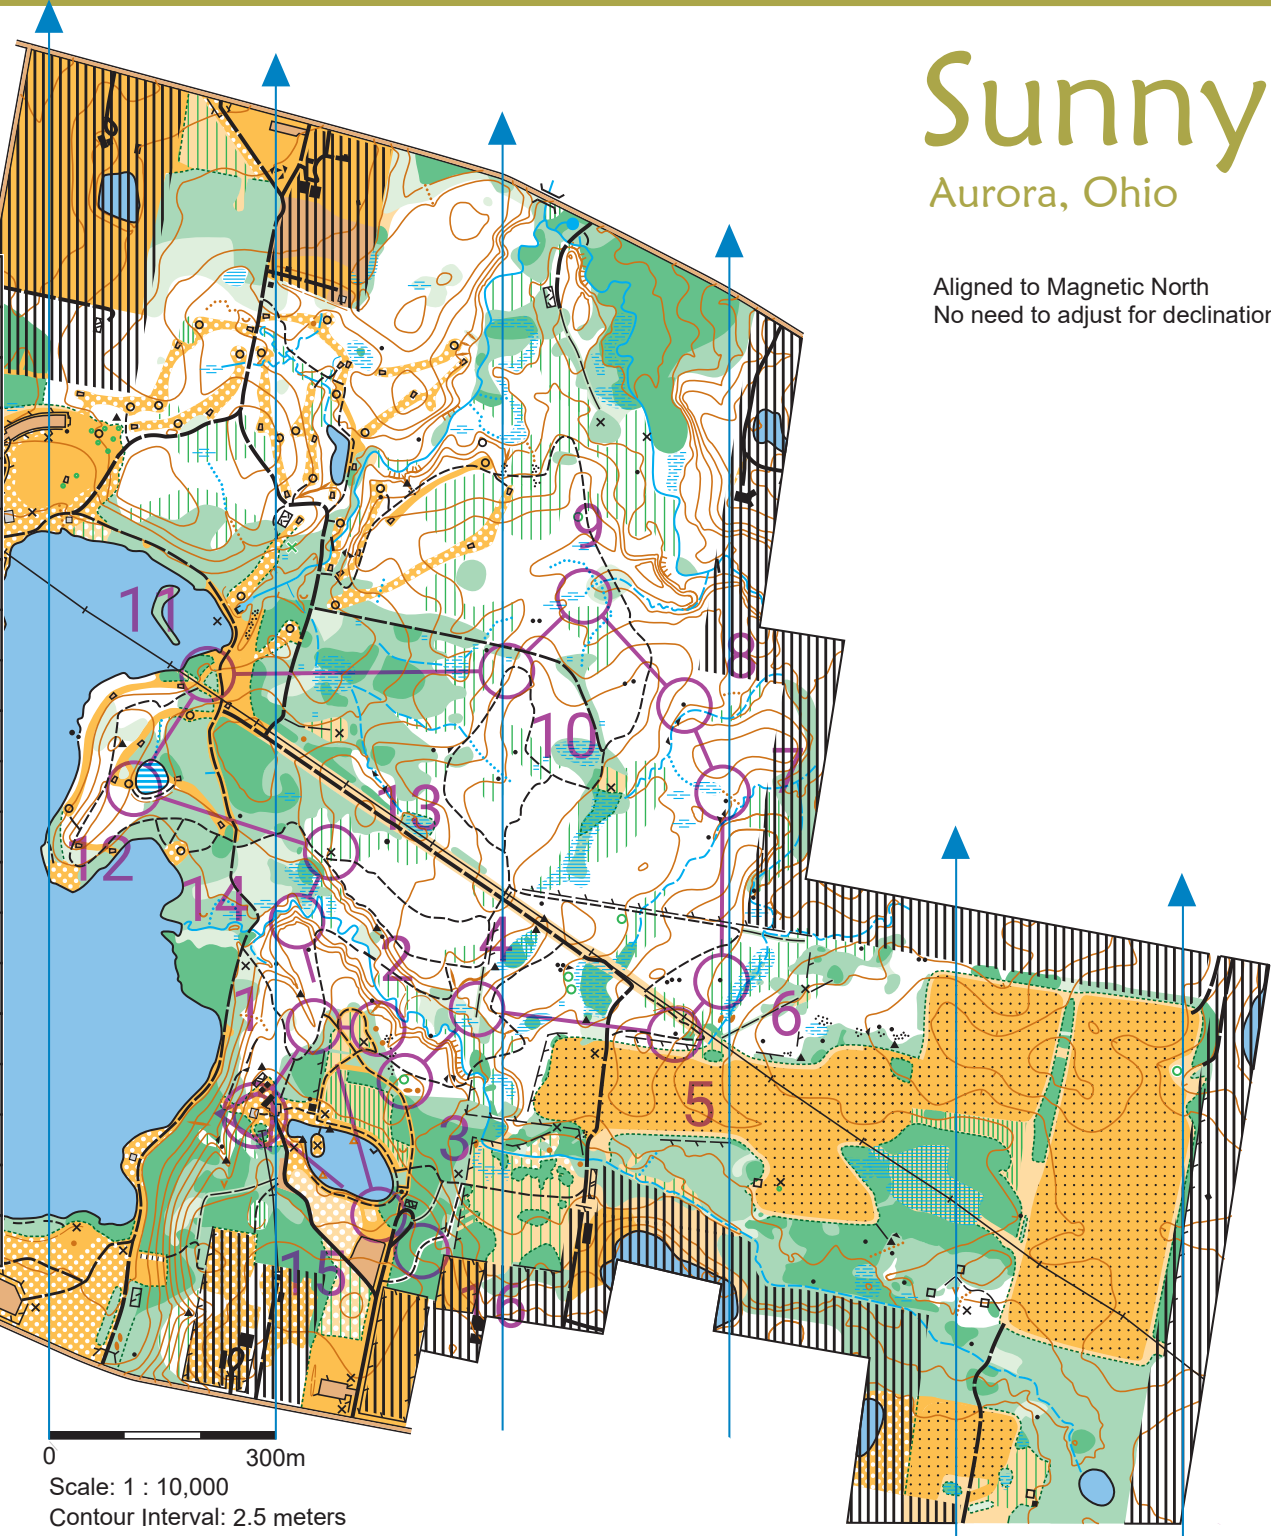 Sunny
Aurora, Ohio
Aligned to Magnetic North
No need to adjust for declination
9
11
8
10
7
13
12
14
4
2
1
6
5
3
15
16
0 300m
Scale: 1 : 10,000
Contour Interval: 2.5 meters